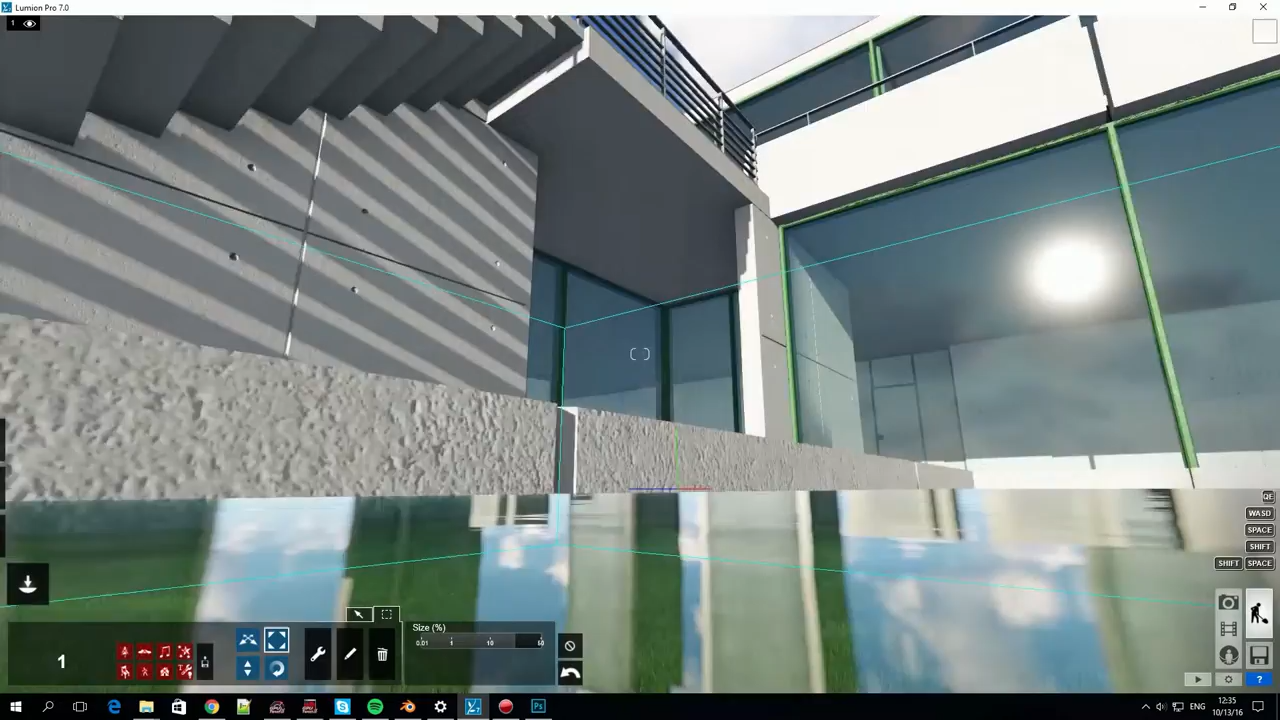 Lumion Pro 7.0
1
QE
WASD
SPACE
SHIFT
SHIFT SPACE
Size (%)
0.01 1 10 50
1
?
ENG
12:35
10/13/16